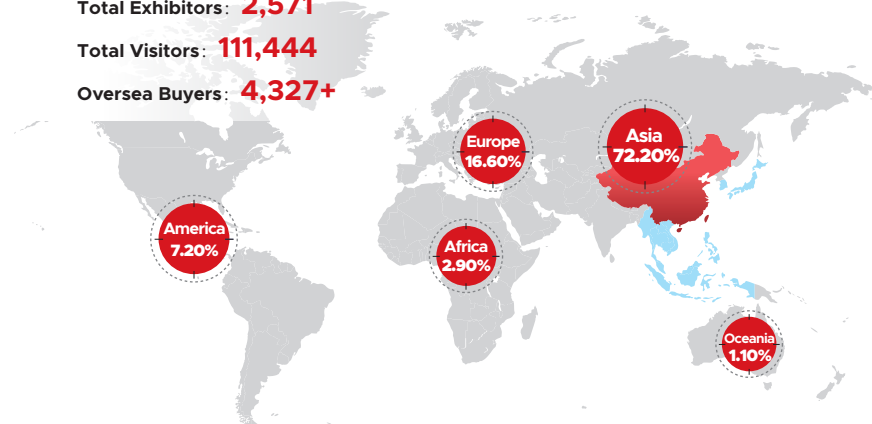 Total Exhibitors: 2,571
Total Visitors: 111,444
Oversea Buyers: 4,327+
Europe
16.60%
Asia
72.20%
America
7.20%
Africa
2.90%
Oceania
1.10%